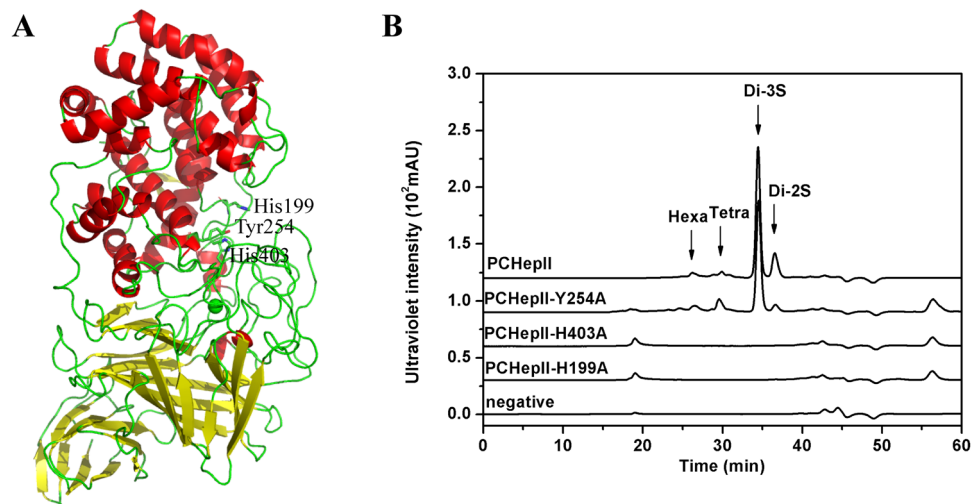 A
His199
Tyr254
His403
B
Ultraviolet intensity (10²mAU)
3.0
2.5
2.0
1.5
1.0
0.5
0.0
Di-3S
Di-2S
Hexa
Tetra
PCHepII
PCHepII-Y254A
PCHepII-H403A
PCHepII-H199A
negative
0 10 20 30 40 50 60
Time (min)